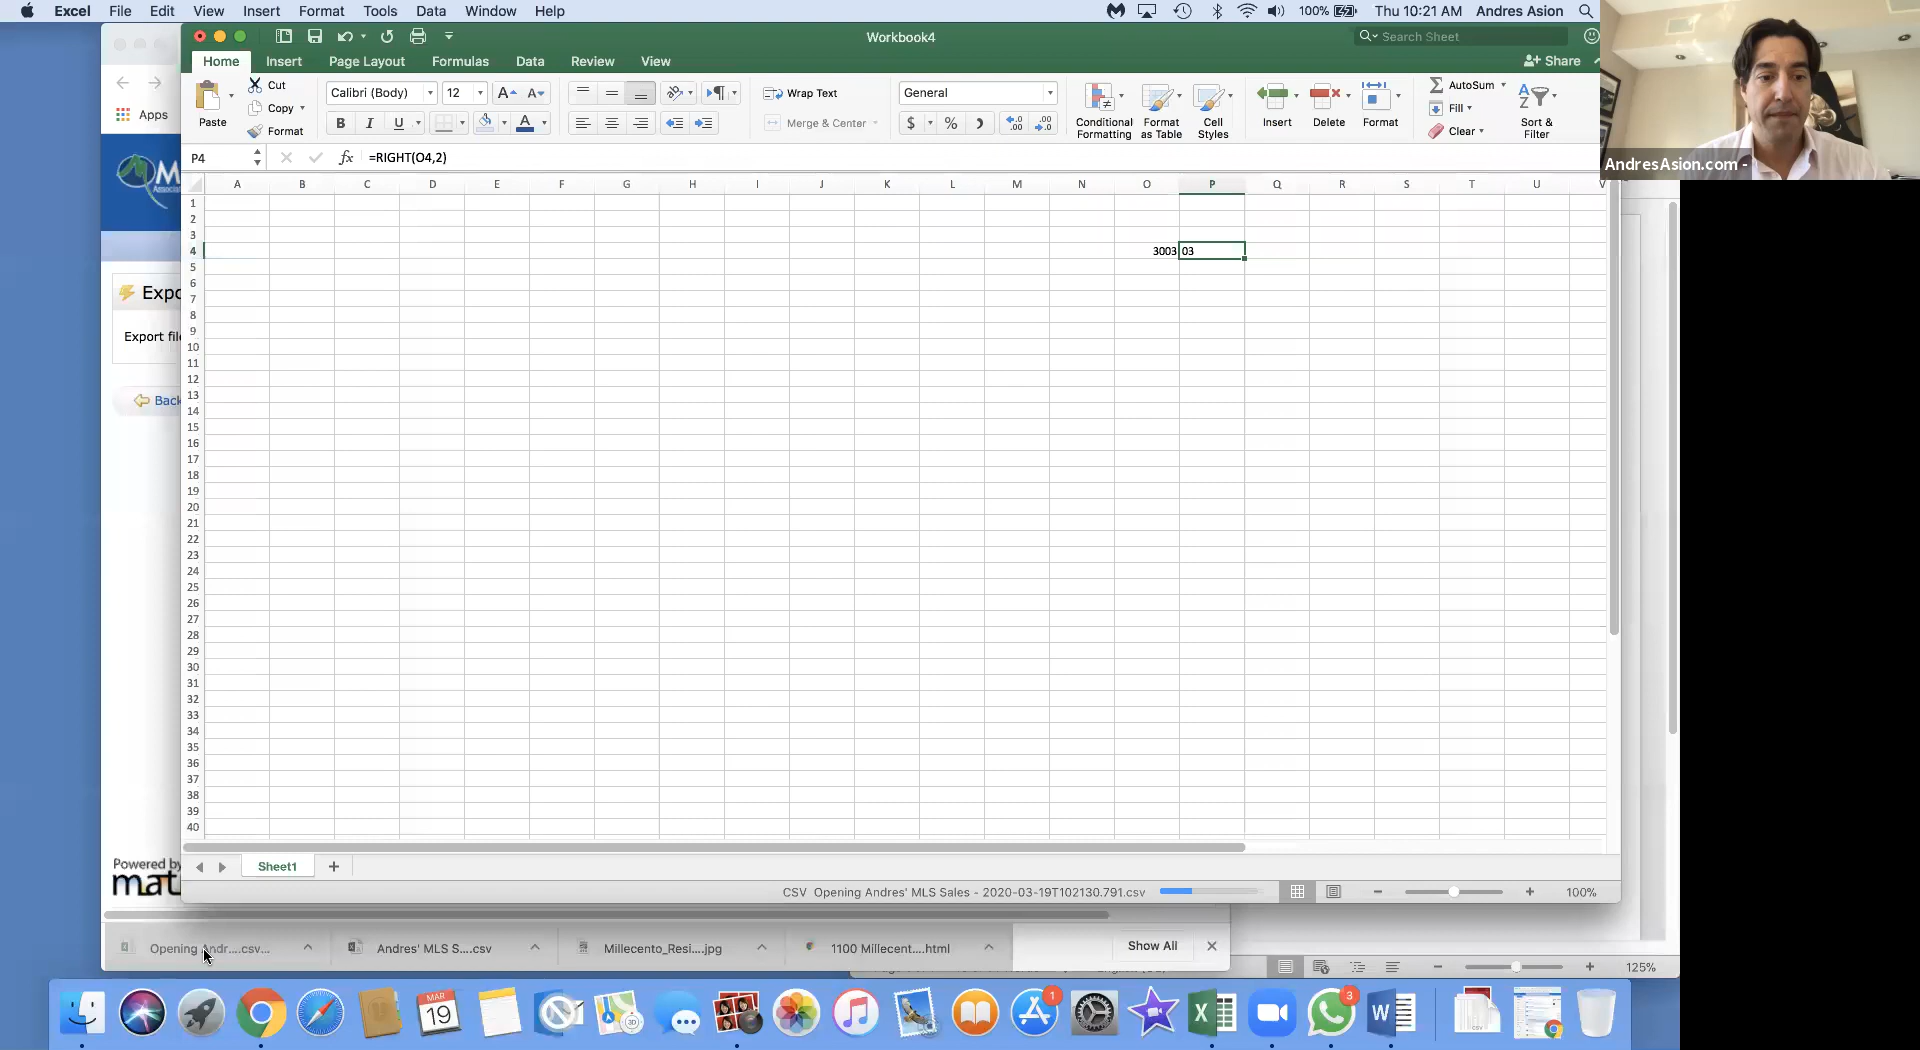 Excel File Edit View Insert Format Tools Data Window Help 100% Thu 10:21 AM Andres Asion
Workbook4
Search Sheet
Home Insert Page Layout Formulas Data Review View Share
Apps
Paste Cut Copy Format
Calibri (Body) 12
Wrap Text
Merge & Center
General
Conditional Formatting
Format as Table
Cell Styles
Insert Delete Format
AutoSum
Fill
Clear
Sort & Filter
AndresAsion.com -
P4 fx =RIGHT(O4,2)
A B C D E F G H I J K L M N O P Q R S T U V
1
2
3
4 3003 03
5
6
7
8
9
10
11
12
13
14
15
16
17
18
19
20
21
22
23
24
25
26
27
28
29
30
31
32
33
34
35
36
37
38
39
40
Export file
Back
Powered by
Sheet1
CSV Opening Andres' MLS Sales - 2020-03-19T102130.791.csv 100%
Opening Andr....csv...
Andres' MLS S....csv
Millecento_Resi....jpg
1100 Millecent....html
Show All
125%
MAR
19
1
3